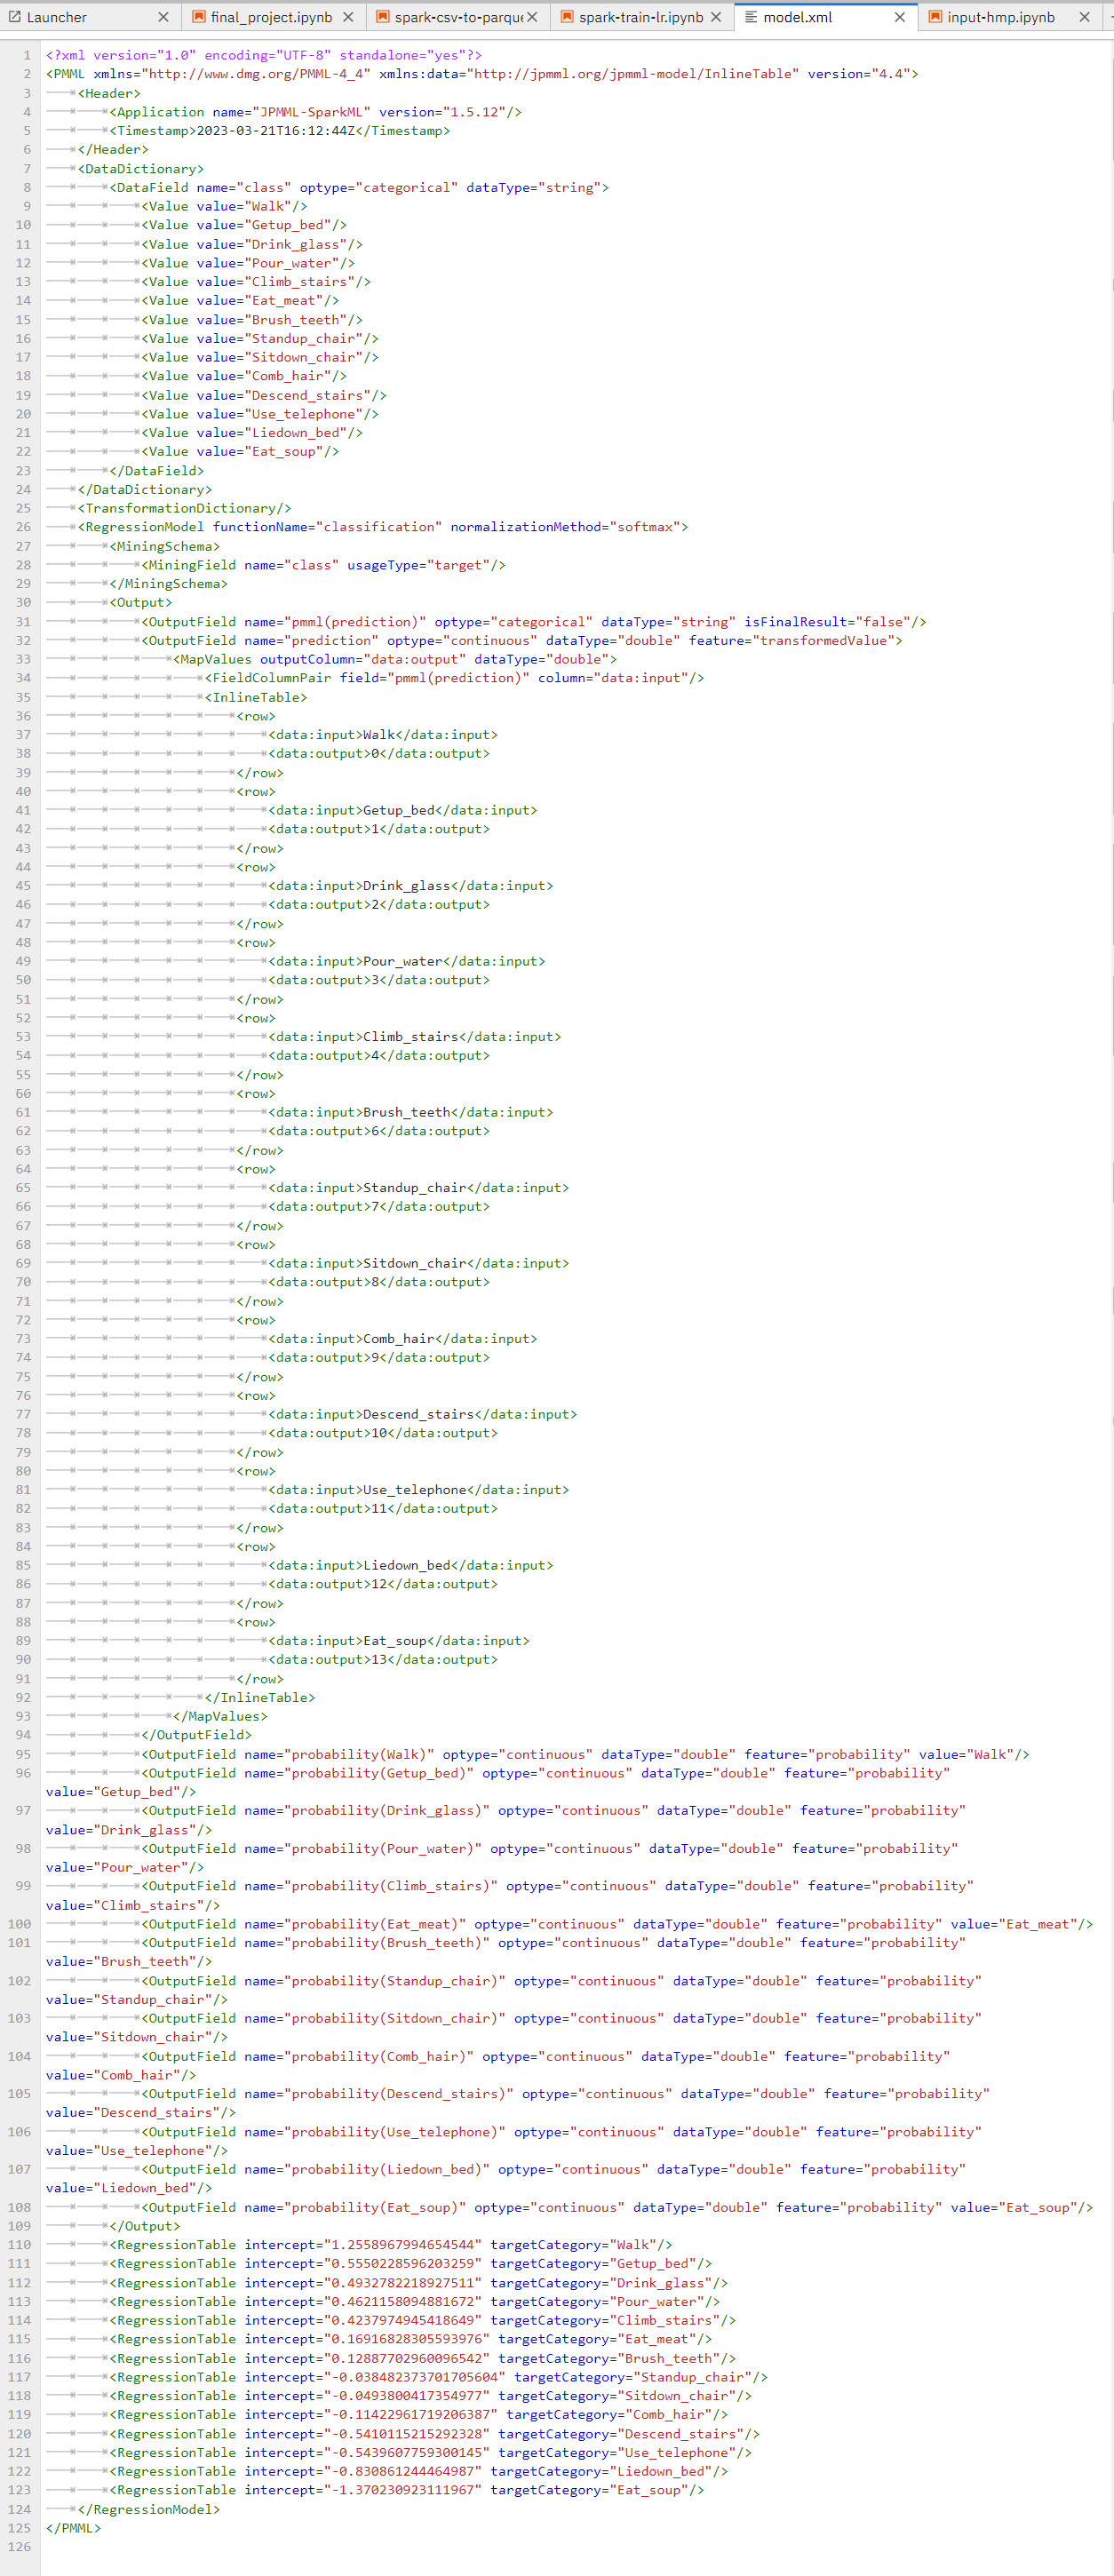 Launcher final_project.ipynb spark-csv-to-parque spark-train-lr.ipynb model.xml input-hmp.ipynb
1 <?xml version="1.0" encoding="UTF-8" standalone="yes"?>
2 <PMML xmlns="http://www.dmg.org/PMML-4_4" xmlns:data="http://jpmml.org/jpmml-model/InlineTable" version="4.4">
3 <Header>
4 <Application name="JPMML-SparkML" version="1.5.12"/>
5 <Timestamp>2023-03-21T16:12:44Z</Timestamp>
6 </Header>
7 <DataDictionary>
8 <DataField name="class" optype="categorical" dataType="string">
9 <Value value="Walk"/>
10 <Value value="Getup_bed"/>
11 <Value value="Drink_glass"/>
12 <Value value="Pour_water"/>
13 <Value value="Climb_stairs"/>
14 <Value value="Eat_meat"/>
15 <Value value="Brush_teeth"/>
16 <Value value="Standup_chair"/>
17 <Value value="Sitdown_chair"/>
18 <Value value="Comb_hair"/>
19 <Value value="Descend_stairs"/>
20 <Value value="Use_telephone"/>
21 <Value value="Liedown_bed"/>
22 <Value value="Eat_soup"/>
23 </DataField>
24 </DataDictionary>
25 <TransformationDictionary/>
26 <RegressionModel functionName="classification" normalizationMethod="softmax">
27 <MiningSchema>
28 <MiningField name="class" usageType="target"/>
29 </MiningSchema>
30 <Output>
31 <OutputField name="pmml(prediction)" optype="categorical" dataType="string" isFinalResult="false"/>
32 <OutputField name="prediction" optype="continuous" dataType="double" feature="transformedValue">
33 <MapValues outputColumn="data:output" dataType="double">
34 <FieldColumnPair field="pmml(prediction)" column="data:input"/>
35 <InlineTable>
36 <row>
37 <data:input>Walk</data:input>
38 <data:output>0</data:output>
39 </row>
40 <row>
41 <data:input>Getup_bed</data:input>
42 <data:output>1</data:output>
43 </row>
44 <row>
45 <data:input>Drink_glass</data:input>
46 <data:output>2</data:output>
47 </row>
48 <row>
49 <data:input>Pour_water</data:input>
50 <data:output>3</data:output>
51 </row>
52 <row>
53 <data:input>Climb_stairs</data:input>
54 <data:output>4</data:output>
55 </row>
60 <row>
61 <data:input>Brush_teeth</data:input>
62 <data:output>6</data:output>
63 </row>
64 <row>
65 <data:input>Standup_chair</data:input>
66 <data:output>7</data:output>
67 </row>
68 <row>
69 <data:input>Sitdown_chair</data:input>
70 <data:output>8</data:output>
71 </row>
72 <row>
73 <data:input>Comb_hair</data:input>
74 <data:output>9</data:output>
75 </row>
76 <row>
77 <data:input>Descend_stairs</data:input>
78 <data:output>10</data:output>
79 </row>
80 <row>
81 <data:input>Use_telephone</data:input>
82 <data:output>11</data:output>
83 </row>
84 <row>
85 <data:input>Liedown_bed</data:input>
86 <data:output>12</data:output>
87 </row>
88 <row>
89 <data:input>Eat_soup</data:input>
90 <data:output>13</data:output>
91 </row>
92 </InlineTable>
93 </MapValues>
94 </OutputField>
95 <OutputField name="probability(Walk)" optype="continuous" dataType="double" feature="probability" value="Walk"/>
96 <OutputField name="probability(Getup_bed)" optype="continuous" dataType="double" feature="probability"
value="Getup_bed"/>
97 <OutputField name="probability(Drink_glass)" optype="continuous" dataType="double" feature="probability"
value="Drink_glass"/>
98 <OutputField name="probability(Pour_water)" optype="continuous" dataType="double" feature="probability"
value="Pour_water"/>
99 <OutputField name="probability(Climb_stairs)" optype="continuous" dataType="double" feature="probability"
value="Climb_stairs"/>
100 <OutputField name="probability(Eat_meat)" optype="continuous" dataType="double" feature="probability" value="Eat_meat"/>
101 <OutputField name="probability(Brush_teeth)" optype="continuous" dataType="double" feature="probability"
value="Brush_teeth"/>
102 <OutputField name="probability(Standup_chair)" optype="continuous" dataType="double" feature="probability"
value="Standup_chair"/>
103 <OutputField name="probability(Sitdown_chair)" optype="continuous" dataType="double" feature="probability"
value="Sitdown_chair"/>
104 <OutputField name="probability(Comb_hair)" optype="continuous" dataType="double" feature="probability"
value="Comb_hair"/>
105 <OutputField name="probability(Descend_stairs)" optype="continuous" dataType="double" feature="probability"
value="Descend_stairs"/>
106 <OutputField name="probability(Use_telephone)" optype="continuous" dataType="double" feature="probability"
value="Use_telephone"/>
107 <OutputField name="probability(Liedown_bed)" optype="continuous" dataType="double" feature="probability"
value="Liedown_bed"/>
108 <OutputField name="probability(Eat_soup)" optype="continuous" dataType="double" feature="probability" value="Eat_soup"/>
109 </Output>
110 <RegressionTable intercept="1.2558967994654544" targetCategory="Walk"/>
111 <RegressionTable intercept="0.5550228596203259" targetCategory="Getup_bed"/>
112 <RegressionTable intercept="0.4932782218927511" targetCategory="Drink_glass"/>
113 <RegressionTable intercept="0.4621158094881672" targetCategory="Pour_water"/>
114 <RegressionTable intercept="0.4237974945418649" targetCategory="Climb_stairs"/>
115 <RegressionTable intercept="0.16916828305593976" targetCategory="Eat_meat"/>
116 <RegressionTable intercept="0.12887702960096542" targetCategory="Brush_teeth"/>
117 <RegressionTable intercept="-0.038482373701705604" targetCategory="Standup_chair"/>
118 <RegressionTable intercept="-0.0493800417354977" targetCategory="Sitdown_chair"/>
119 <RegressionTable intercept="-0.11422961719206387" targetCategory="Comb_hair"/>
120 <RegressionTable intercept="-0.5410115215292328" targetCategory="Descend_stairs"/>
121 <RegressionTable intercept="-0.5439607759300145" targetCategory="Use_telephone"/>
122 <RegressionTable intercept="-0.830861244464987" targetCategory="Liedown_bed"/>
123 <RegressionTable intercept="-1.370230923111967" targetCategory="Eat_soup"/>
124 </RegressionModel>
125 </PMML>
126